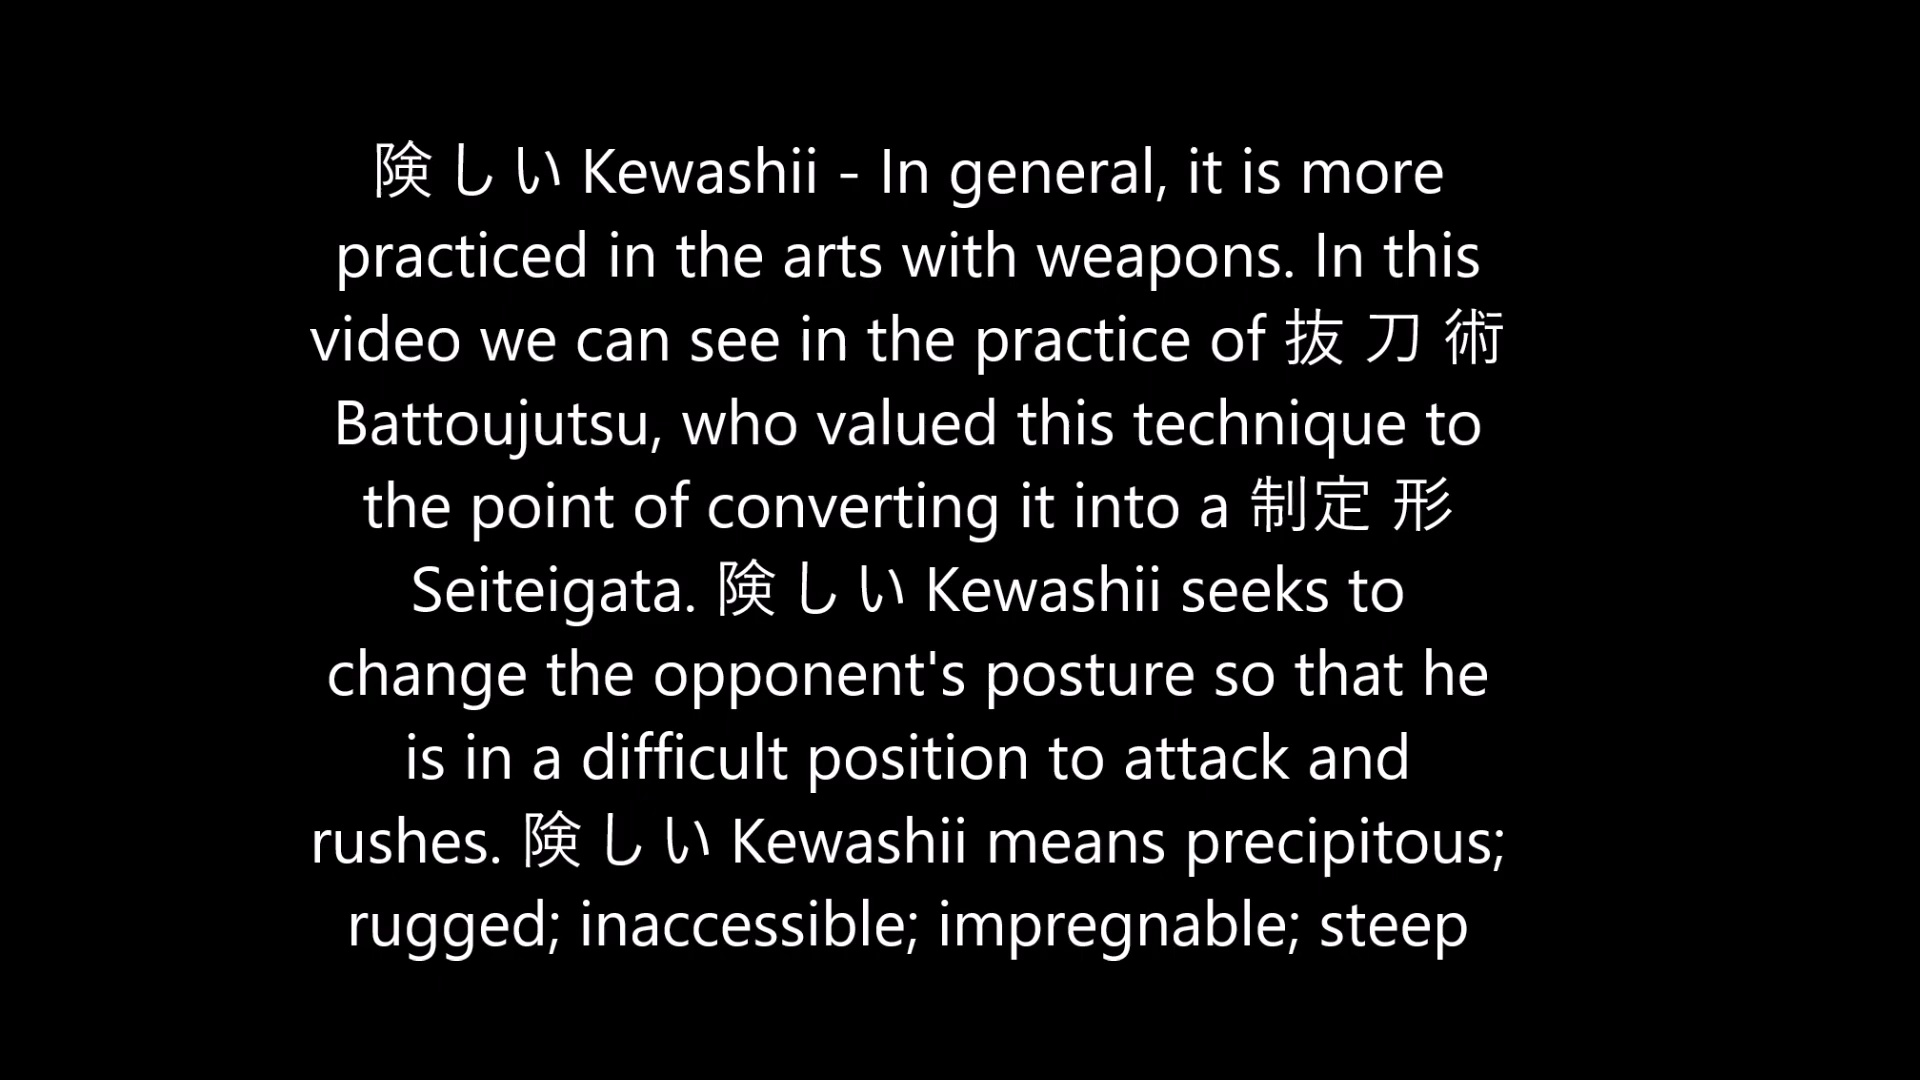 険しい Kewashii - In general, it is more
practiced in the arts with weapons. In this
video we can see in the practice of 抜 刀 術
Battoujutsu, who valued this technique to
the point of converting it into a 制定 形
Seiteigata. 険しい Kewashii seeks to
change the opponent's posture so that he
is in a difficult position to attack and
rushes. 険しい Kewashii means precipitous;
rugged; inaccessible; impregnable; steep